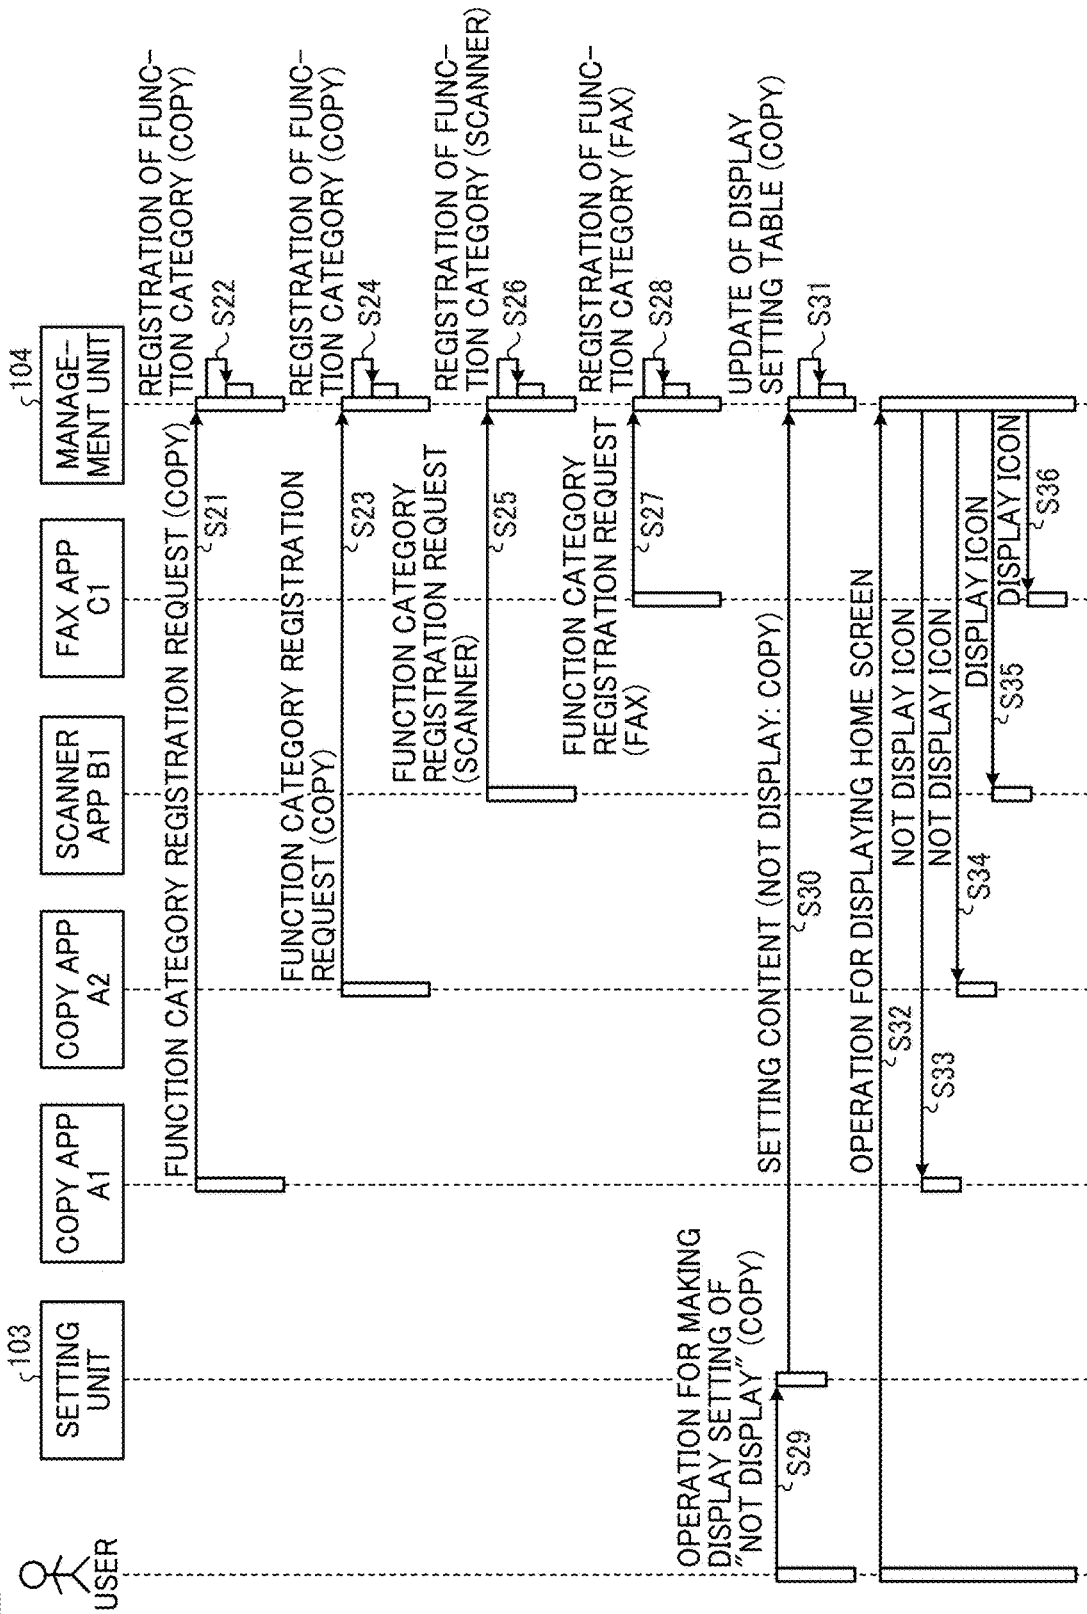 USER
103
SETTING
UNIT
COPY APP
A1
COPY APP
A2
SCANNER
APP B1
FAX APP
C1
104
MANAGE-
MENT UNIT
FUNCTION CATEGORY REGISTRATION REQUEST (COPY)
S21
REGISTRATION OF FUNC-
TION CATEGORY (COPY)
S22
FUNCTION CATEGORY REGISTRATION
REQUEST (COPY)
S23
REGISTRATION OF FUNC-
TION CATEGORY (COPY)
S24
FUNCTION CATEGORY
REGISTRATION REQUEST
(SCANNER)
S25
REGISTRATION OF FUNC-
TION CATEGORY (SCANNER)
S26
FUNCTION CATEGORY
REGISTRATION REQUEST
(FAX)
S27
REGISTRATION OF FUNC-
TION CATEGORY (FAX)
S28
OPERATION FOR MAKING
DISPLAY SETTING OF
"NOT DISPLAY" (COPY)
S29
SETTING CONTENT (NOT DISPLAY: COPY)
S30
UPDATE OF DISPLAY
SETTING TABLE (COPY)
S31
OPERATION FOR DISPLAYING HOME SCREEN
S32
NOT DISPLAY ICON
S33
NOT DISPLAY ICON
S34
DISPLAY ICON
S35
DISPLAY ICON
S36